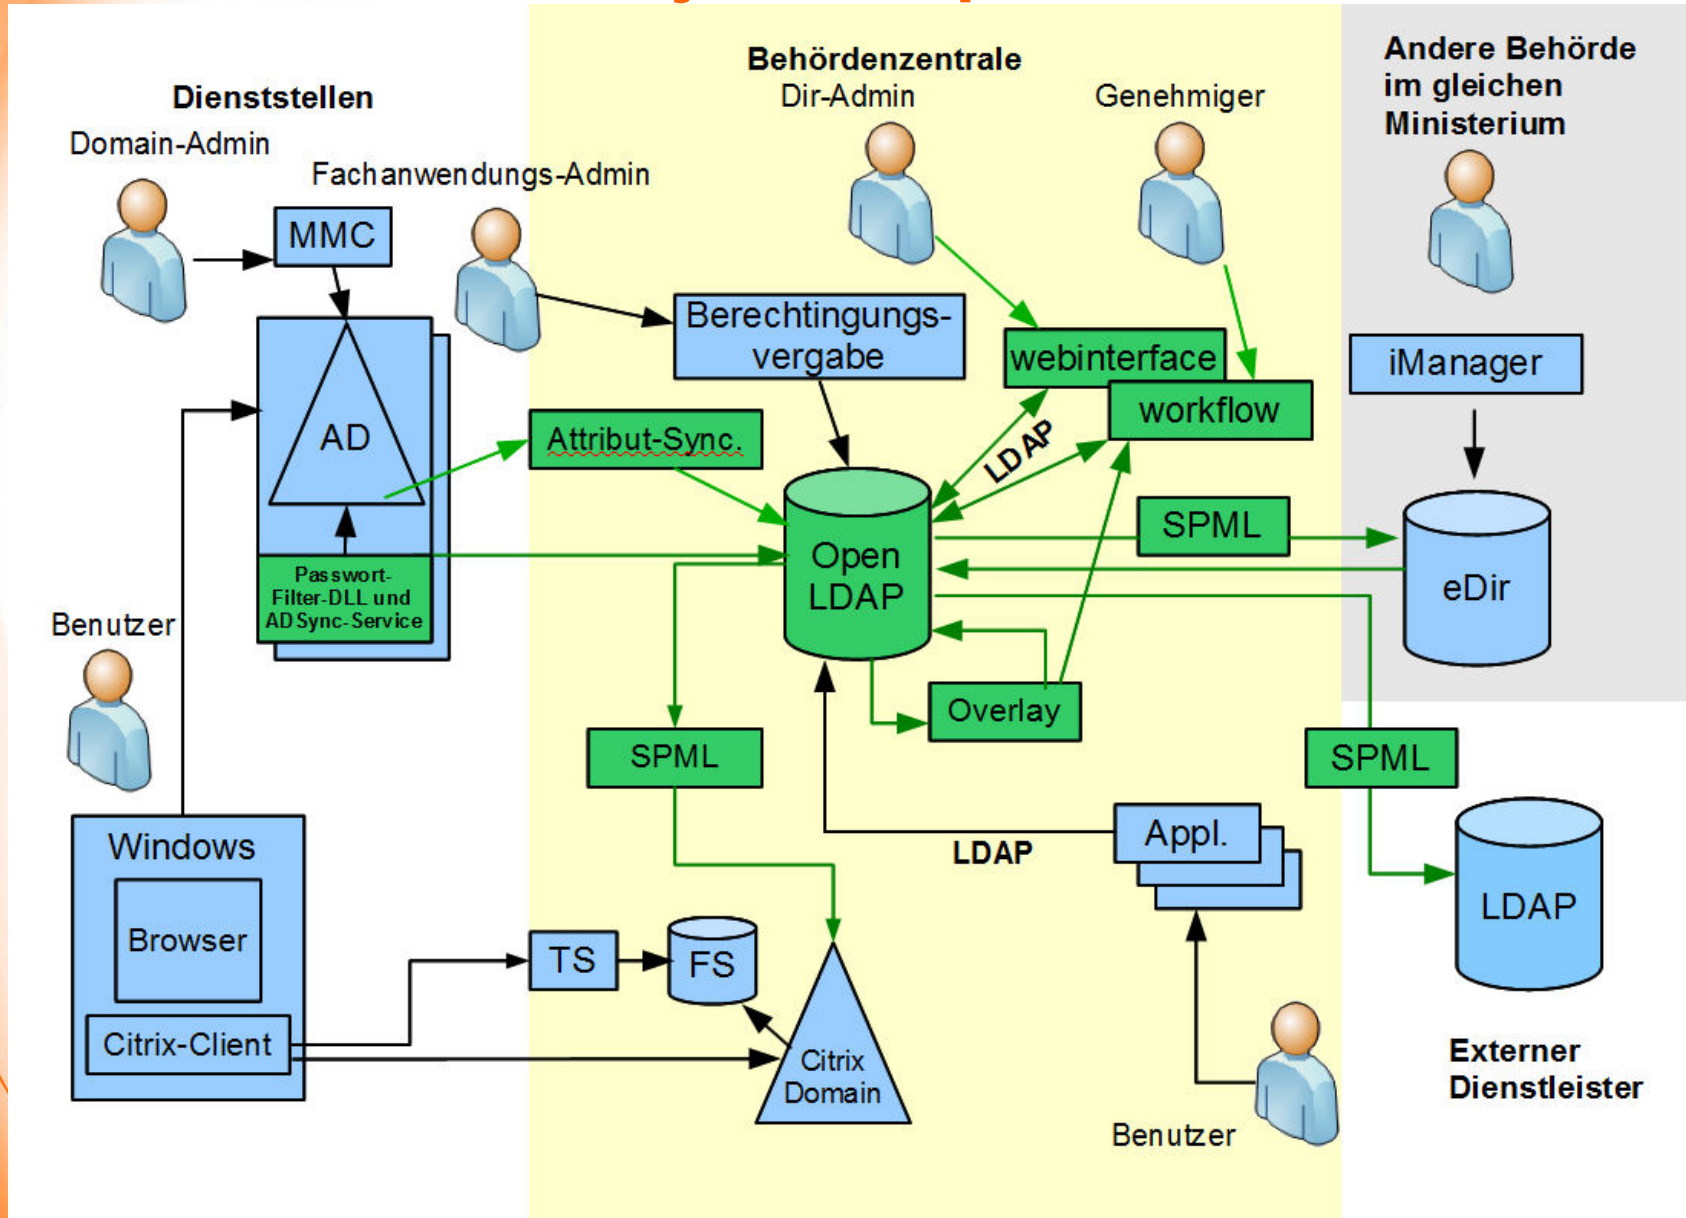 Behördenzentrale
Andere Behörde
im gleichen
Ministerium
Dienststellen
Dir-Admin
Genehmiger
Domain-Admin
Fachanwendungs-Admin
MMC
Berechtingungs-
vergabe
webinterface
iManager
workflow
AD
Attribut-Sync.
LDAP
SPML
Open
LDAP
eDir
Passwort-
Filter-DLL und
AD Sync-Service
Benutzer
Overlay
SPML
SPML
Windows
Appl.
LDAP
LDAP
Browser
TS
FS
Citrix-Client
Citrix
Domain
Externer
Dienstleister
Benutzer